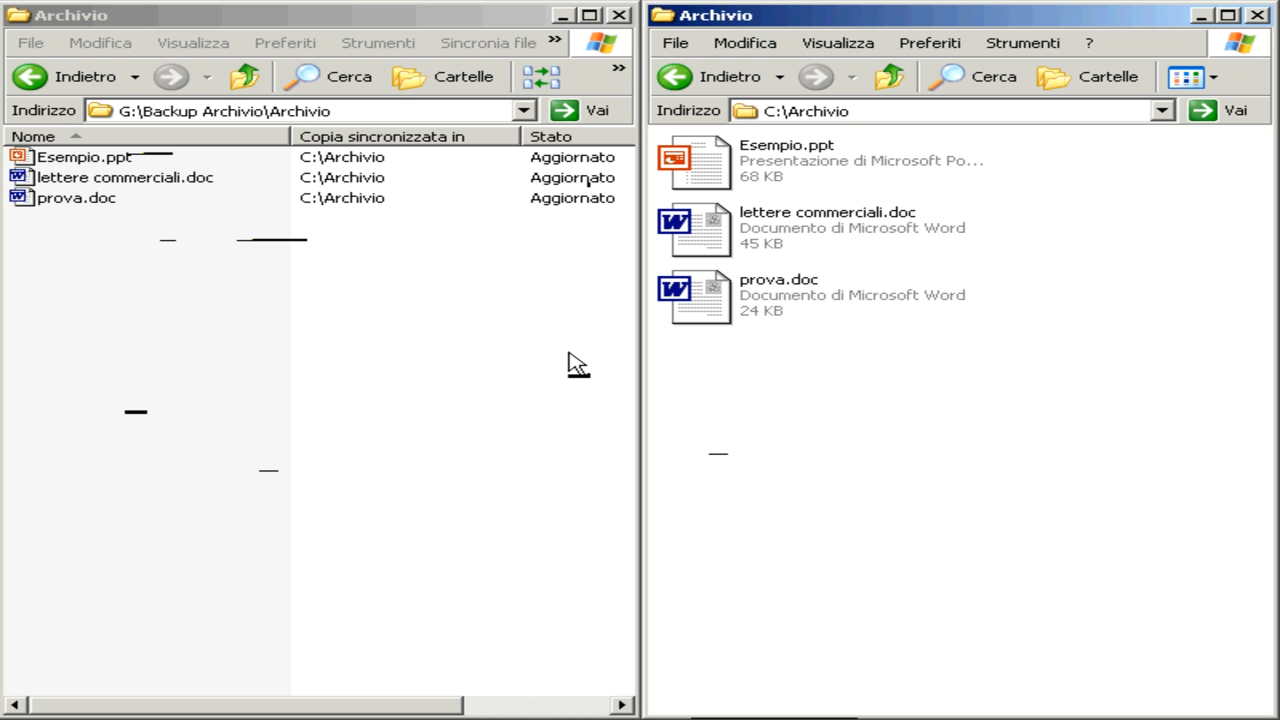 Archivio
File Modifica Visualizza Preferiti Strumenti Sincronia file »
Indietro Cerca Cartelle »
Indirizzo G:\Backup Archivio\Archivio Vai
Nome Copia sincronizzata in Stato
Esempio.ppt C:\Archivio Aggiornato
lettere commerciali.doc C:\Archivio Aggiornato
prova.doc C:\Archivio Aggiornato
Archivio
File Modifica Visualizza Preferiti Strumenti ?
Indietro Cerca Cartelle
Indirizzo C:\Archivio Vai
Esempio.ppt
Presentazione di Microsoft Po...
68 KB
lettere commerciali.doc
Documento di Microsoft Word
45 KB
prova.doc
Documento di Microsoft Word
24 KB